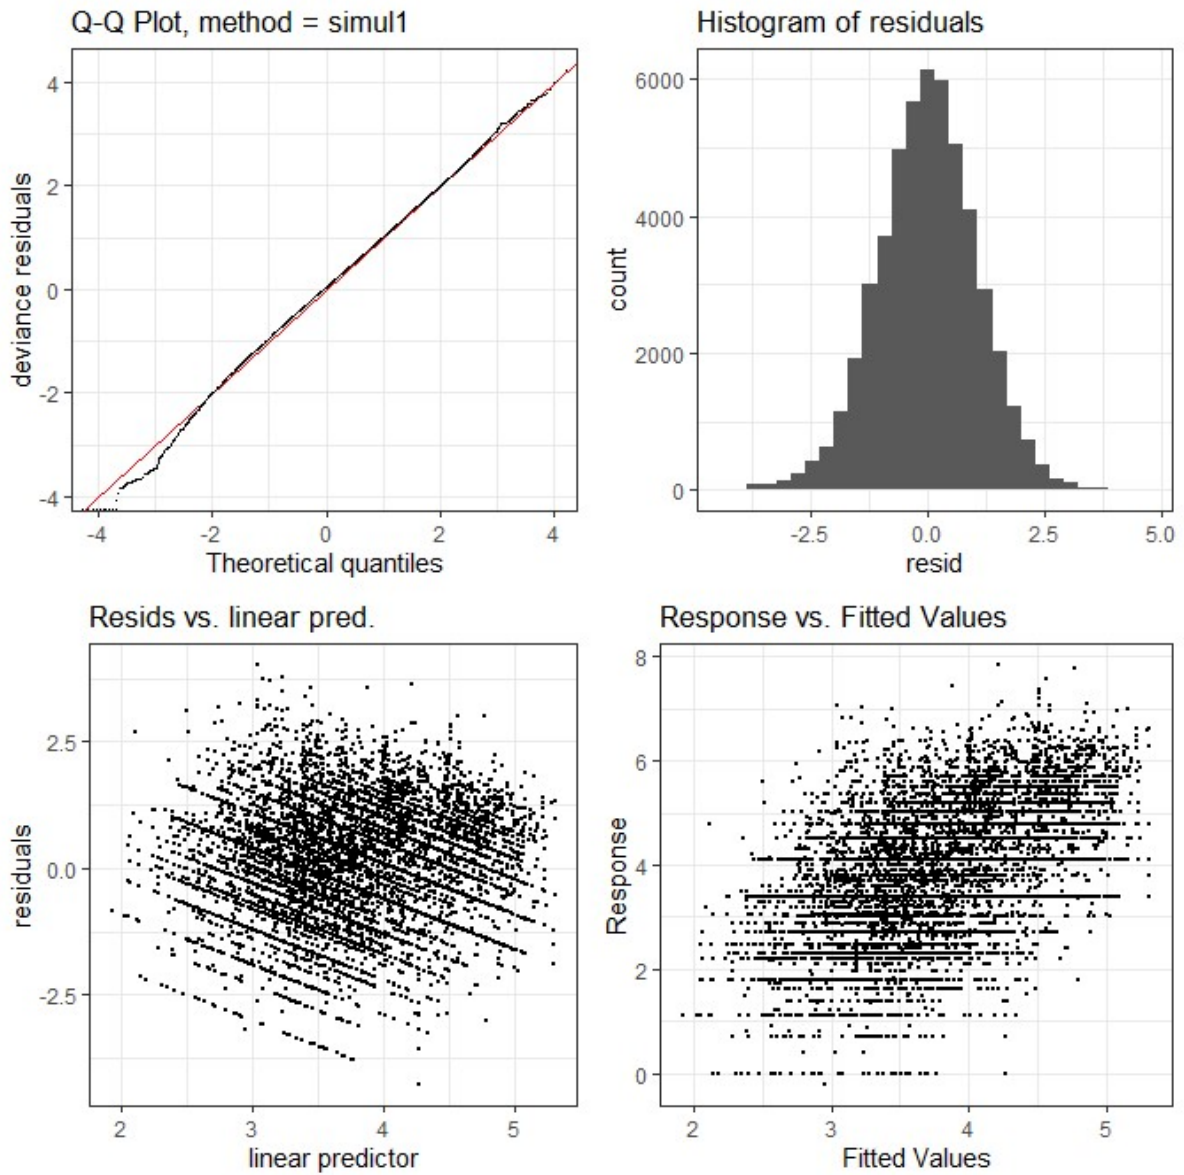 Q-Q Plot, method = simul1
deviance residuals
4
2
0
-2
-4
-4
-2
0
2
4
Theoretical quantiles
Histogram of residuals
count
6000
4000
2000
0
-2.5
0.0
2.5
5.0
resid
Resids vs. linear pred.
residuals
2.5
0.0
-2.5
2
3
4
5
linear predictor
Response vs. Fitted Values
Response
8
6
4
2
0
2
3
4
5
Fitted Values